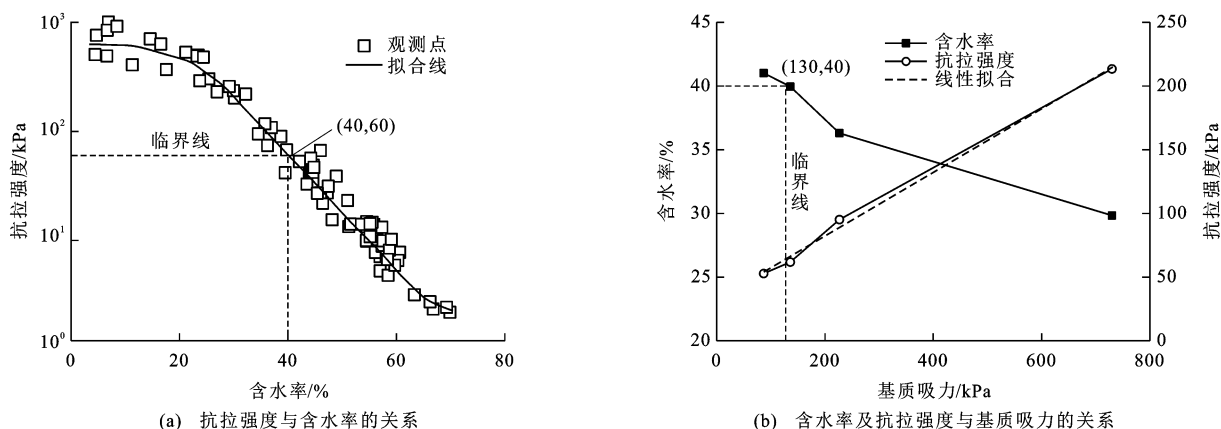 10³
10²
10¹
10⁰
抗拉强度/kPa
观测点
拟合线
(40,60)
临界线
0
20
40
60
80
含水率/%
(a) 抗拉强度与含水率的关系
45
40
35
30
25
20
含水率/%
含水率
抗拉强度
线性拟合
(130,40)
临界线
250
200
150
100
50
0
抗拉强度/kPa
0
200
400
600
800
基质吸力/kPa
(b) 含水率及抗拉强度与基质吸力的关系